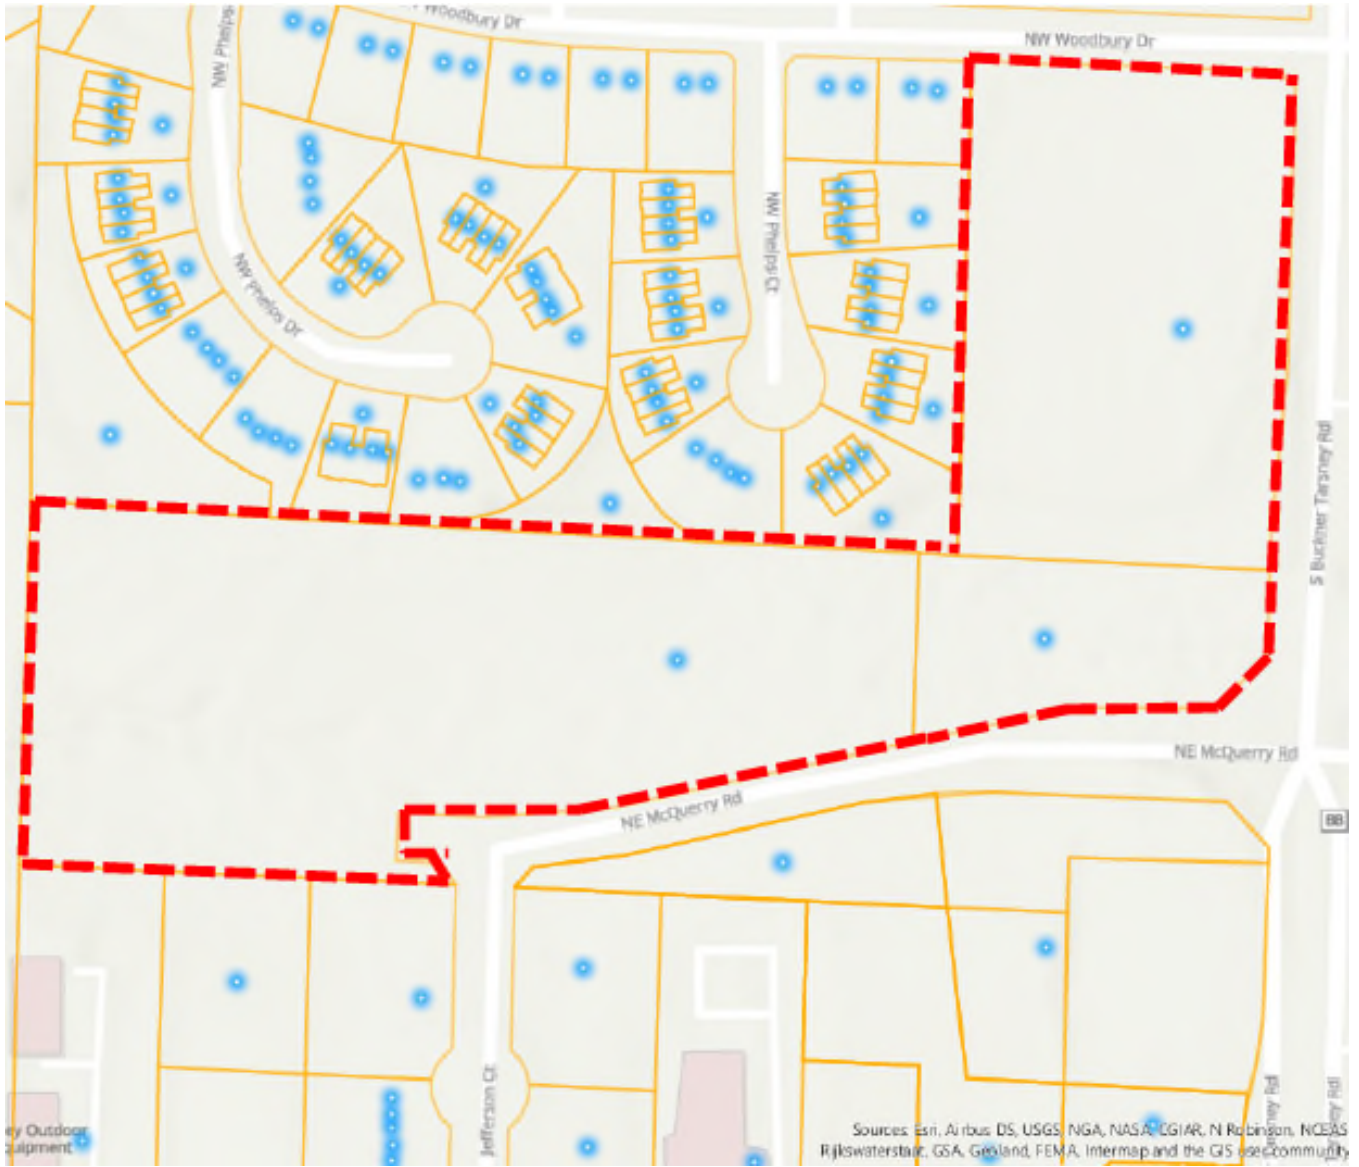 Woodbury Dr
NW Woodbury Dr
NW Phelps
NW Phelps Dr
NW Phelps Ct
S Buckner Tarsney Rd
NE McQuerry Rd
NE McQuerry Rd
BB
Jefferson Ct
ey Outdoor
quipment
Sources: Esri, Airbus DS, USGS, NGA, NASA, CGIAR, N Robinson, NCEAS
Rijkswaterstaat, GSA, Geoland, FEMA, Intermap and the GIS user community